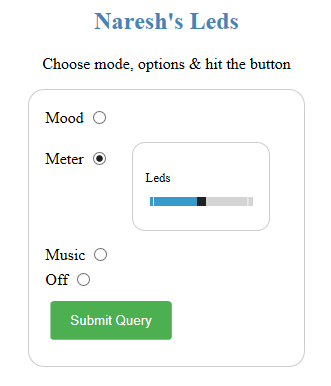 Naresh's Leds
Choose mode, options & hit the button
Mood
Meter
Leds
Music
Off
Submit Query